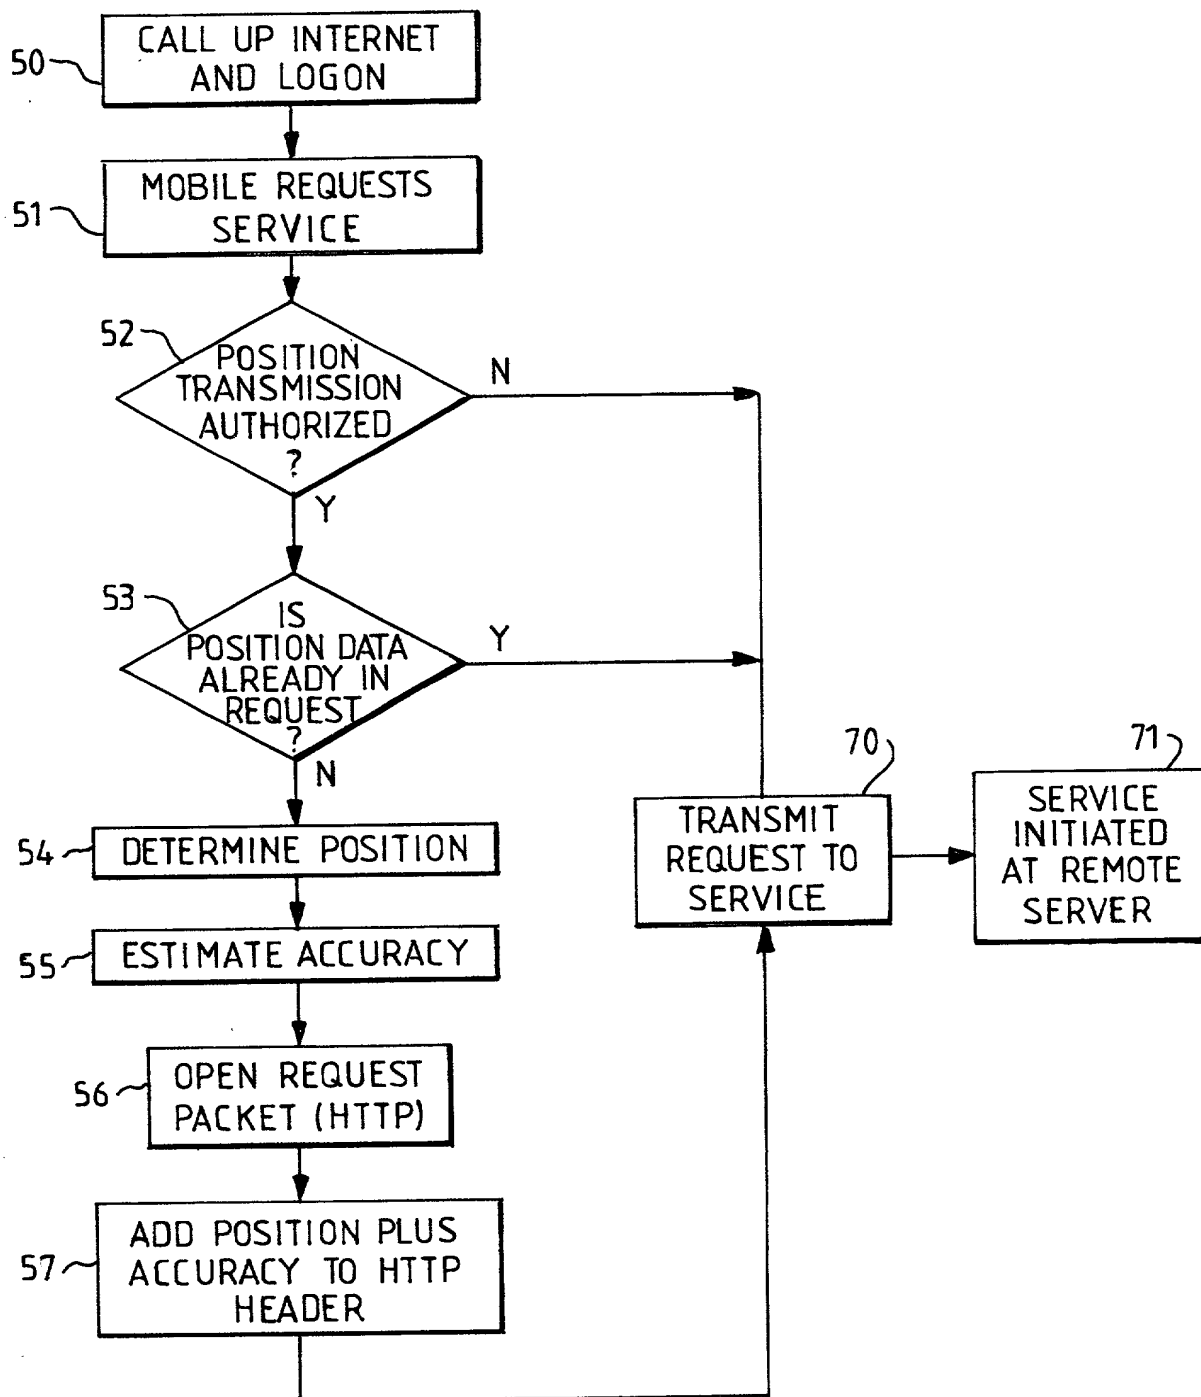 50
CALL UP INTERNET
AND LOGON
51
MOBILE REQUESTS
SERVICE
52
POSITION
TRANSMISSION
AUTHORIZED
?
N
Y
53
IS
POSITION DATA
ALREADY IN
REQUEST
?
Y
N
54
DETERMINE POSITION
55
ESTIMATE ACCURACY
56
OPEN REQUEST
PACKET (HTTP)
57
ADD POSITION PLUS
ACCURACY TO HTTP
HEADER
70
TRANSMIT
REQUEST TO
SERVICE
71
SERVICE
INITIATED
AT REMOTE
SERVER